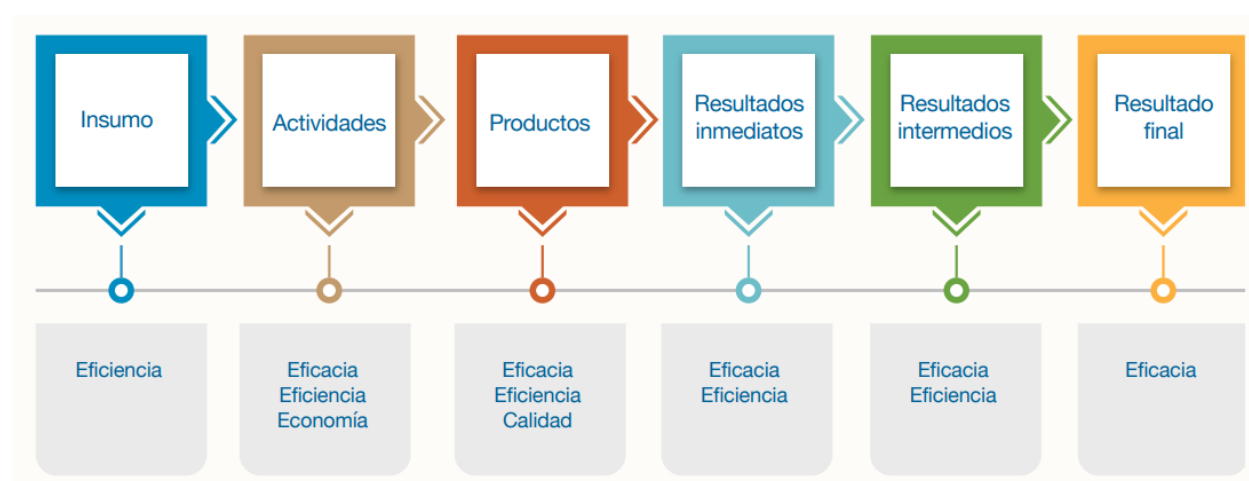 Insumo
Actividades
Productos
Resultados
inmediatos
Resultados
intermedios
Resultado
final
Eficiencia
Eficacia
Eficiencia
Economía
Eficacia
Eficiencia
Calidad
Eficacia
Eficiencia
Eficacia
Eficiencia
Eficacia